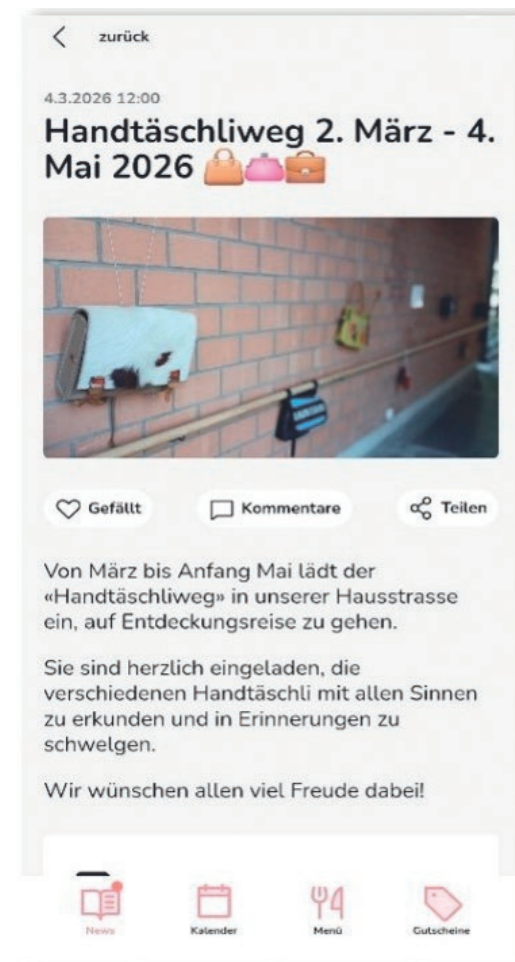 zurück
4.3.2026 12:00
Handtäschliweg 2. März - 4.
Mai 2026 👜👛💼
Gefällt
Kommentare
Teilen
Von März bis Anfang Mai lädt der
«Handtäschliweg» in unserer Hausstrasse
ein, auf Entdeckungsreise zu gehen.
Sie sind herzlich eingeladen, die
verschiedenen Handtäschli mit allen Sinnen
zu erkunden und in Erinnerungen zu
schwelgen.
Wir wünschen allen viel Freude dabei!
News
Kalender
Menü
Gutscheine